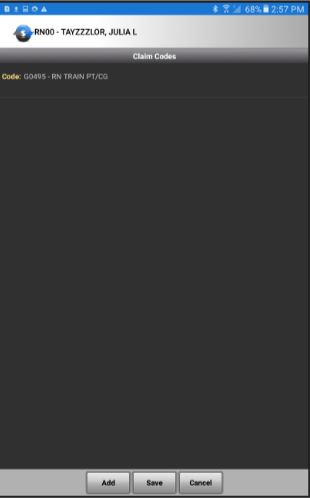 68% 2:57 PM
RN00 - TAYZZZLOR, JULIA L
Claim Codes
Code: G0495 - RN TRAIN PT/CG
Add Save Cancel